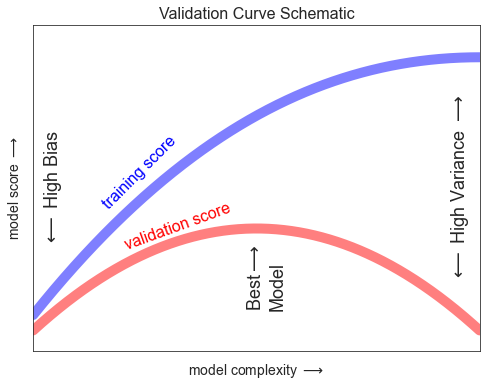 Validation Curve Schematic
model score ⟶
⟵ High Bias
training score
validation score
Best⟶
Model
⟵ High Variance ⟶
model complexity ⟶